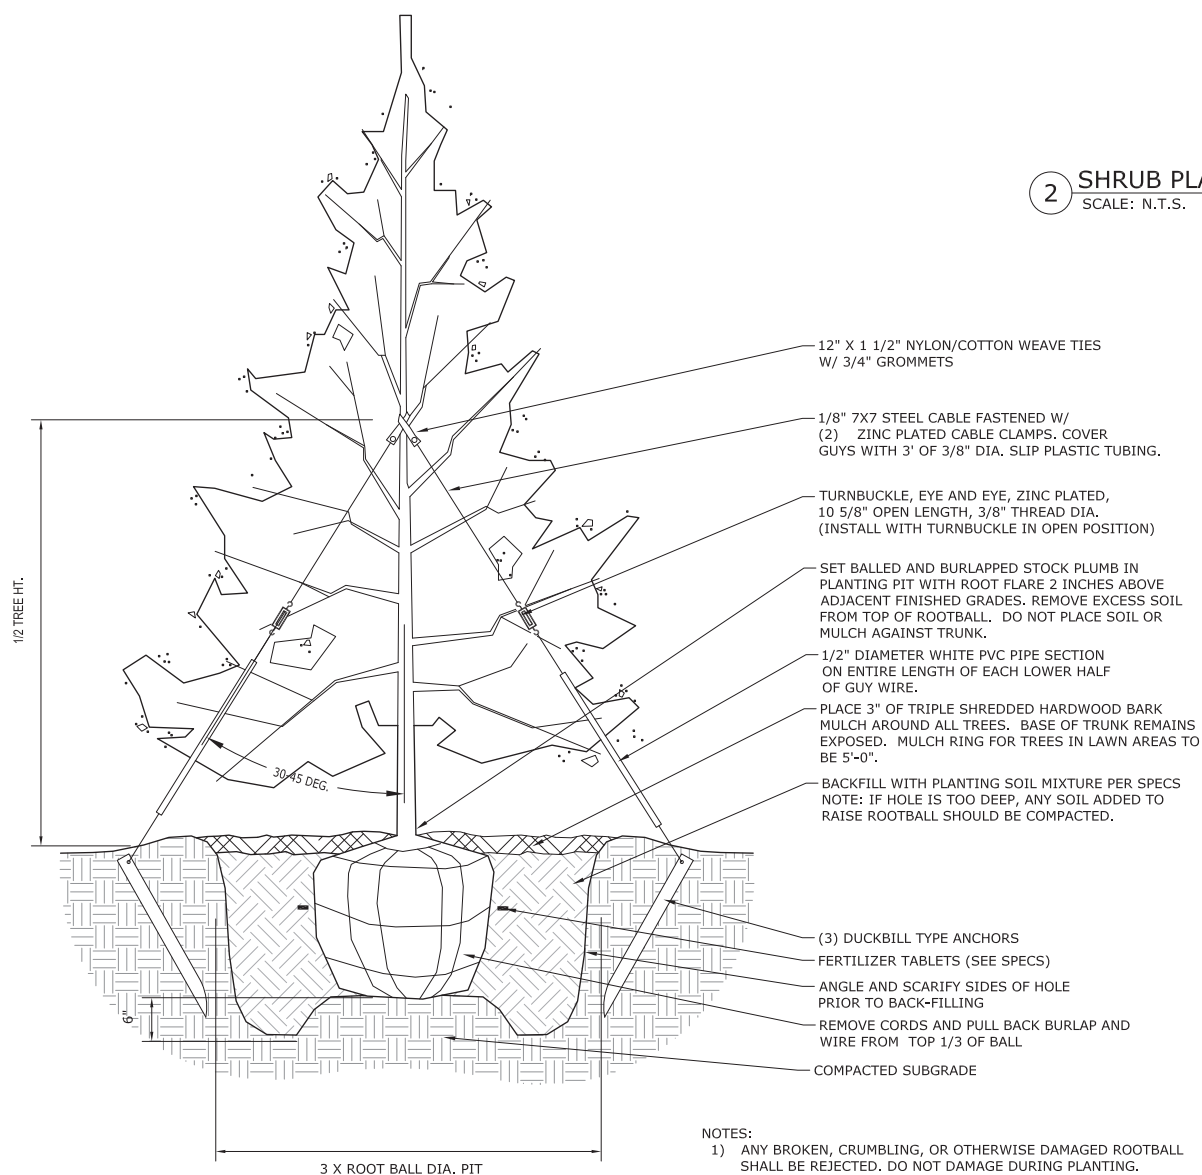 2
SHRUB PLA
SCALE: N.T.S.
12" X 1 1/2" NYLON/COTTON WEAVE TIES
W/ 3/4" GROMMETS
1/8" 7X7 STEEL CABLE FASTENED W/
(2) ZINC PLATED CABLE CLAMPS. COVER
GUYS WITH 3' OF 3/8" DIA. SLIP PLASTIC TUBING.
TURNBUCKLE, EYE AND EYE, ZINC PLATED,
10 5/8" OPEN LENGTH, 3/8" THREAD DIA.
(INSTALL WITH TURNBUCKLE IN OPEN POSITION)
SET BALLED AND BURLAPPED STOCK PLUMB IN
PLANTING PIT WITH ROOT FLARE 2 INCHES ABOVE
ADJACENT FINISHED GRADES. REMOVE EXCESS SOIL
FROM TOP OF ROOTBALL. DO NOT PLACE SOIL OR
MULCH AGAINST TRUNK.
1/2" DIAMETER WHITE PVC PIPE SECTION
ON ENTIRE LENGTH OF EACH LOWER HALF
OF GUY WIRE.
PLACE 3" OF TRIPLE SHREDDED HARDWOOD BARK
MULCH AROUND ALL TREES. BASE OF TRUNK REMAINS
EXPOSED. MULCH RING FOR TREES IN LAWN AREAS TO
BE 5'-0".
BACKFILL WITH PLANTING SOIL MIXTURE PER SPECS
NOTE: IF HOLE IS TOO DEEP, ANY SOIL ADDED TO
RAISE ROOTBALL SHOULD BE COMPACTED.
(3) DUCKBILL TYPE ANCHORS
FERTILIZER TABLETS (SEE SPECS)
ANGLE AND SCARIFY SIDES OF HOLE
PRIOR TO BACK-FILLING
REMOVE CORDS AND PULL BACK BURLAP AND
WIRE FROM TOP 1/3 OF BALL
COMPACTED SUBGRADE
1/2 TREE HT.
30-45 DEG.
6"
3 X ROOT BALL DIA. PIT
NOTES:
1) ANY BROKEN, CRUMBLING, OR OTHERWISE DAMAGED ROOTBALL
SHALL BE REJECTED. DO NOT DAMAGE DURING PLANTING.